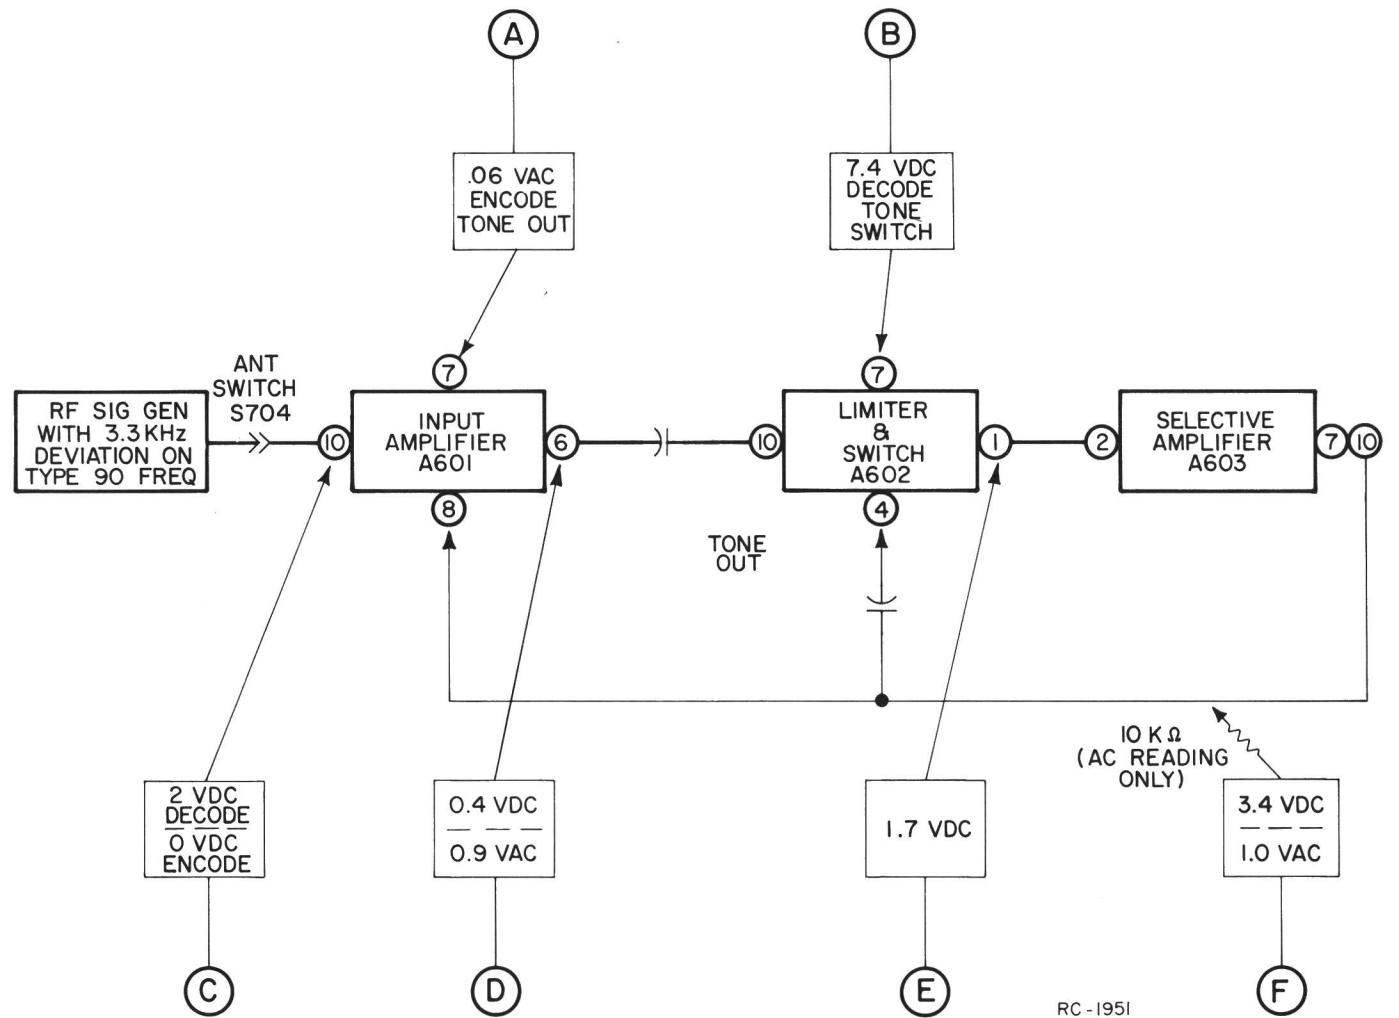 A
B
.06 VAC
ENCODE
TONE OUT
7.4 VDC
DECODE
TONE
SWITCH
ANT
SWITCH
S704
7
7
RF SIG GEN
WITH 3.3KHz
DEVIATION ON
TYPE 90 FREQ
10
INPUT
AMPLIFIER
A601
6
10
LIMITER
&
SWITCH
A602
1
2
SELECTIVE
AMPLIFIER
A603
7
10
8
4
TONE
OUT
10 K Ω
(AC READING
ONLY)
2 VDC
DECODE
0 VDC
ENCODE
0.4 VDC
0.9 VAC
1.7 VDC
3.4 VDC
1.0 VAC
C
D
E
F
RC-1951